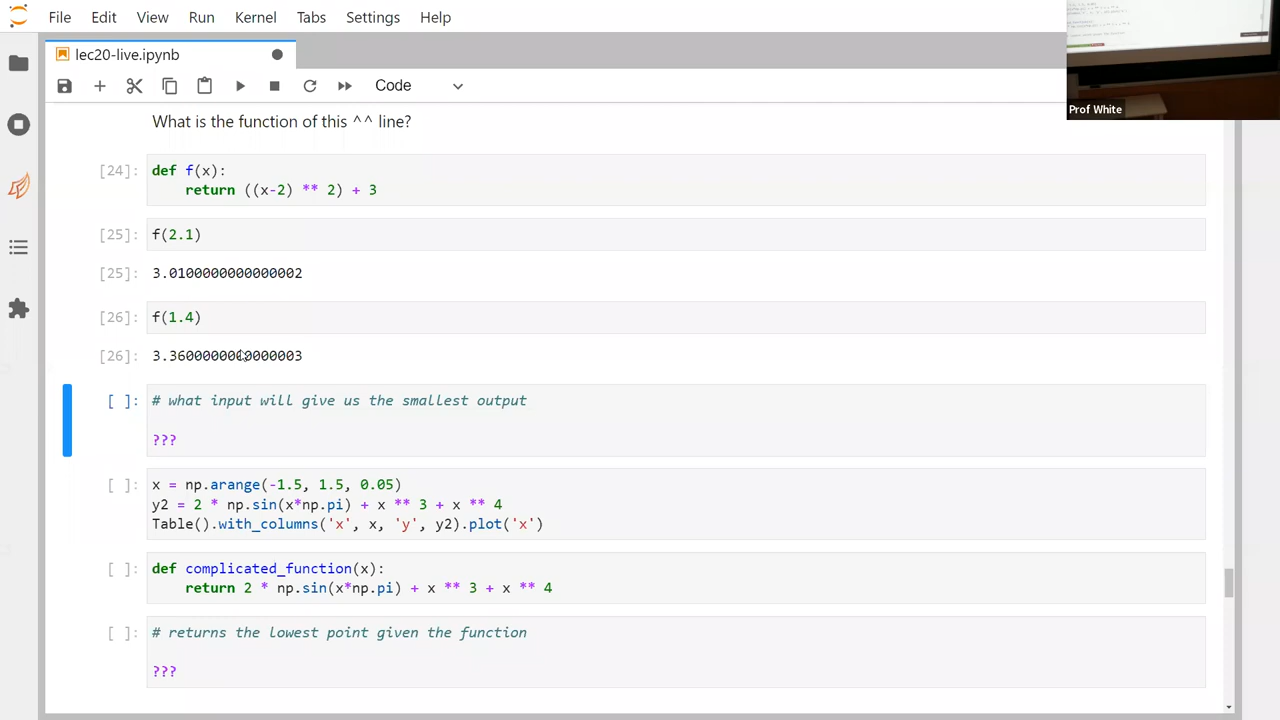 File Edit View Run Kernel Tabs Settings Help
lec20-live.ipynb
Code
Prof White
What is the function of this ^^ line?
[24]: def f(x):
return ((x-2) ** 2) + 3
[25]: f(2.1)
[25]: 3.0100000000000002
[26]: f(1.4)
[26]: 3.3600000000000003
[ ]: # what input will give us the smallest output
???
[ ]: x = np.arange(-1.5, 1.5, 0.05)
y2 = 2 * np.sin(x*np.pi) + x ** 3 + x ** 4
Table().with_columns('x', x, 'y', y2).plot('x')
[ ]: def complicated_function(x):
return 2 * np.sin(x*np.pi) + x ** 3 + x ** 4
[ ]: # returns the lowest point given the function
???